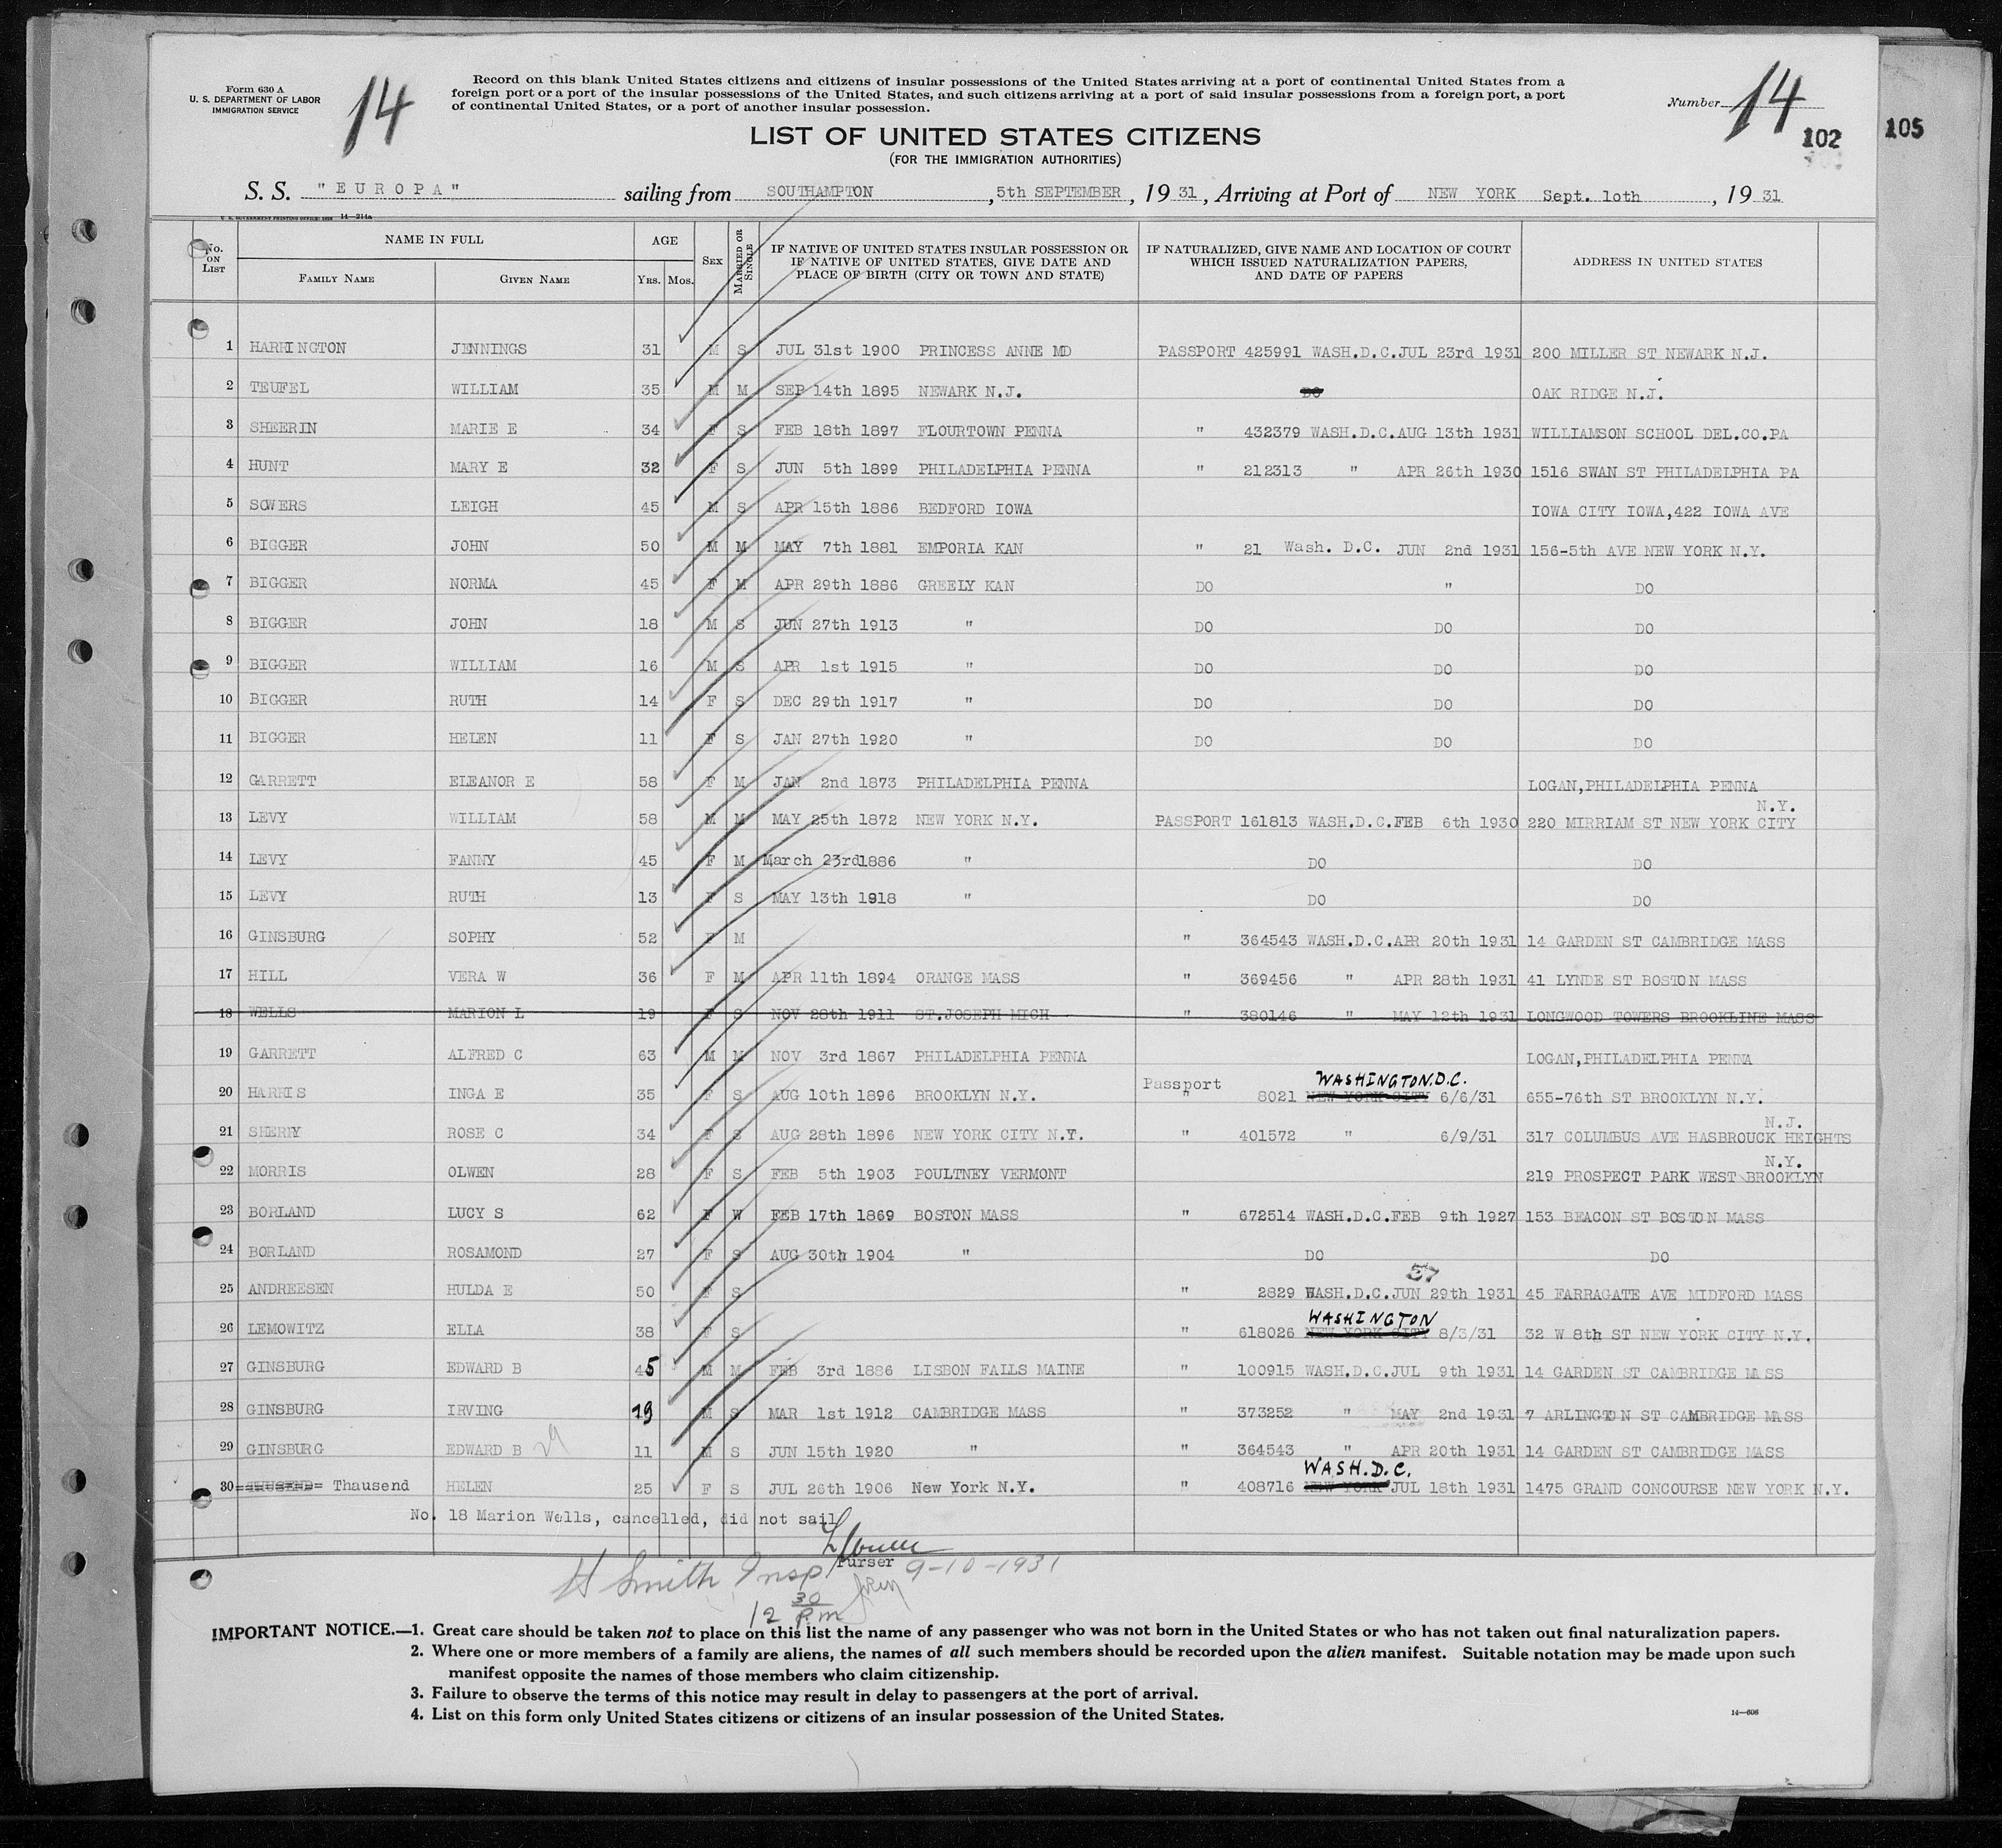 Form 630 A
U. S. DEPARTMENT OF LABOR
IMMIGRATION SERVICE
14
Record on this blank United States citizens and citizens of insular possessions of the United States arriving at a port of continental United States from a
foreign port or a port of the insular possessions of the United States, and such citizens arriving at a port of said insular possessions from a foreign port, a port
of continental United States, or a port of another insular possession.
Number 14
102
105
LIST OF UNITED STATES CITIZENS
(FOR THE IMMIGRATION AUTHORITIES)
S. S. "EUROPA" sailing from SOUTHAMPTON, 5th SEPTEMBER, 1931, Arriving at Port of NEW YORK Sept. 10th, 1931
U. S. GOVERNMENT PRINTING OFFICE: 1928 14—214a
No. ON LIST NAME IN FULL AGE SEX MARRIED OR SINGLE IF NATIVE OF UNITED STATES INSULAR POSSESSION OR IF NATIVE OF UNITED STATES, GIVE DATE AND PLACE OF BIRTH (CITY OR TOWN AND STATE) IF NATURALIZED, GIVE NAME AND LOCATION OF COURT WHICH ISSUED NATURALIZATION PAPERS, AND DATE OF PAPERS ADDRESS IN UNITED STATES
FAMILY NAME GIVEN NAME YRS. MOS.
1 HARRINGTON JENNINGS 31 M S JUL 31st 1900 PRINCESS ANNE MD PASSPORT 425991 WASH.D.C. JUL 23rd 1931 200 MILLER ST NEWARK N.J.
2 TEUFEL WILLIAM 35 M M SEP 14th 1895 NEWARK N.J. DO OAK RIDGE N.J.
3 SHEERIN MARIE E 34 F S FEB 18th 1897 FLOURTOWN PENNA " 432379 WASH.D.C. AUG 13th 1931 WILLIAMSON SCHOOL DEL.CO.PA
4 HUNT MARY E 32 F S JUN 5th 1899 PHILADELPHIA PENNA " 212313 " APR 26th 1930 1516 SWAN ST PHILADELPHIA PA
5 SOWERS LEIGH 45 M S APR 15th 1886 BEDFORD IOWA IOWA CITY IOWA,422 IOWA AVE
6 BIGGER JOHN 50 M M MAY 7th 1881 EMPORIA KAN " 21 Wash. D.C. JUN 2nd 1931 156-5th AVE NEW YORK N.Y.
7 BIGGER NORMA 45 F M APR 29th 1886 GREELY KAN DO " DO
8 BIGGER JOHN 18 M S JUN 27th 1913 " DO DO DO
9 BIGGER WILLIAM 16 M S APR 1st 1915 " DO DO DO
10 BIGGER RUTH 14 F S DEC 29th 1917 " DO DO DO
11 BIGGER HELEN 11 F S JAN 27th 1920 " DO DO DO
12 GARRETT ELEANOR E 58 F M JAN 2nd 1873 PHILADELPHIA PENNA LOGAN,PHILADELPHIA PENNA
N.Y.
13 LEVY WILLIAM 58 M M MAY 25th 1872 NEW YORK N.Y. PASSPORT 161813 WASH.D.C. FEB 6th 1930 220 MIRRIAM ST NEW YORK CITY
14 LEVY FANNY 45 F M March 23rd1886 " DO DO
15 LEVY RUTH 13 F S MAY 13th 1918 " DO DO
16 GINSBURG SOPHY 52 F M " 364543 WASH.D.C. APR 20th 1931 14 GARDEN ST CAMBRIDGE MASS
17 HILL VERA W 36 F M APR 11th 1894 ORANGE MASS " 369456 " APR 28th 1931 41 LYNDE ST BOSTON MASS
18 WELLS MARION L 19 F S NOV 28th 1911 ST.JOSEPH MICH " 380146 " MAY 12th 1931 LONGWOOD TOWERS BROOKLINE MASS
19 GARRETT ALFRED C 63 M M NOV 3rd 1867 PHILADELPHIA PENNA LOGAN,PHILADELPHIA PENNA
Passport WASHINGTON.D.C.
20 HARRIS INGA E 35 F S AUG 10th 1896 BROOKLYN N.Y. " 8021 NEW YORK CITY 6/6/31 655-76th ST BROOKLYN N.Y.
N.J.
21 SHERRY ROSE C 34 F S AUG 28th 1896 NEW YORK CITY N.Y. " 401572 " 6/9/31 317 COLUMBUS AVE HASBROUCK HEIGHTS
N.Y.
22 MORRIS OLWEN 28 F S FEB 5th 1903 POULTNEY VERMONT 219 PROSPECT PARK WEST BROOKLYN
23 BORLAND LUCY S 62 F W FEB 17th 1869 BOSTON MASS " 672514 WASH.D.C. FEB 9th 1927 153 BEACON ST BOSTON MASS
24 BORLAND ROSAMOND 27 F S AUG 30th 1904 " DO DO
25 ANDREESEN HULDA E 50 F S " 2829 WASH.D.C. JUN 29th 1931 45 FARRAGATE AVE MIDFORD MASS
WASHINGTON
26 LEMOWITZ ELLA 38 F S " 618026 NEW YORK CITY 8/3/31 32 W 8th ST NEW YORK CITY N.Y.
27 GINSBURG EDWARD B 45 M M FEB 3rd 1886 LISBON FALLS MAINE " 100915 WASH.D.C. JUL 9th 1931 14 GARDEN ST CAMBRIDGE MASS
28 GINSBURG IRVING 19 M S MAR 1st 1912 CAMBRIDGE MASS " 373252 " MAY 2nd 1931 7 ARLINGTON ST CAMBRIDGE MASS
29 GINSBURG EDWARD B 11 M S JUN 15th 1920 " " 364543 " APR 20th 1931 14 GARDEN ST CAMBRIDGE MASS
WASH.D.C.
30 Thausend HELEN 25 F S JUL 26th 1906 New York N.Y. " 408716 NEW YORK JUL 18th 1931 1475 GRAND CONCOURSE NEW YORK N.Y.
No. 18 Marion Wells, cancelled, did not sail
Purser
H Smith Insp 9-10-1931
12 30 P.m
IMPORTANT NOTICE.—1. Great care should be taken not to place on this list the name of any passenger who was not born in the United States or who has not taken out final naturalization papers.
2. Where one or more members of a family are aliens, the names of all such members should be recorded upon the alien manifest. Suitable notation may be made upon such
manifest opposite the names of those members who claim citizenship.
3. Failure to observe the terms of this notice may result in delay to passengers at the port of arrival.
4. List on this form only United States citizens or citizens of an insular possession of the United States.
14—606